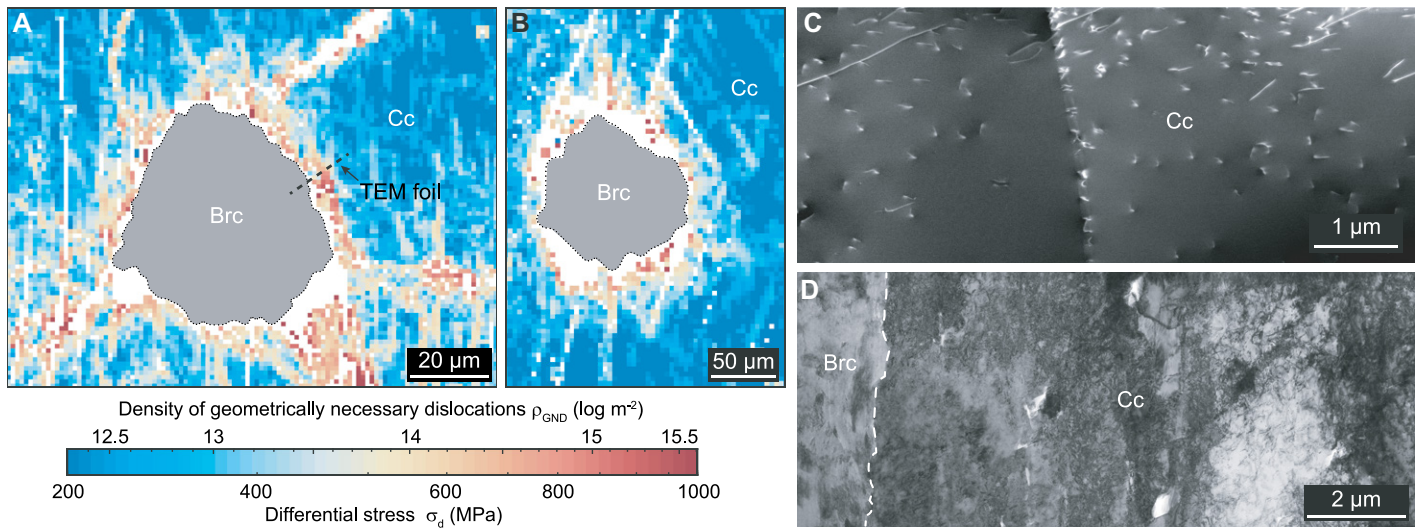 A
Cc
TEM foil
Brc
20 µm
B
Cc
Brc
50 µm
C
Cc
1 µm
D
Brc
Cc
2 µm
Density of geometrically necessary dislocations ρGND (log m⁻²)
12.5 13 14 15 15.5
200 400 600 800 1000
Differential stress σd (MPa)